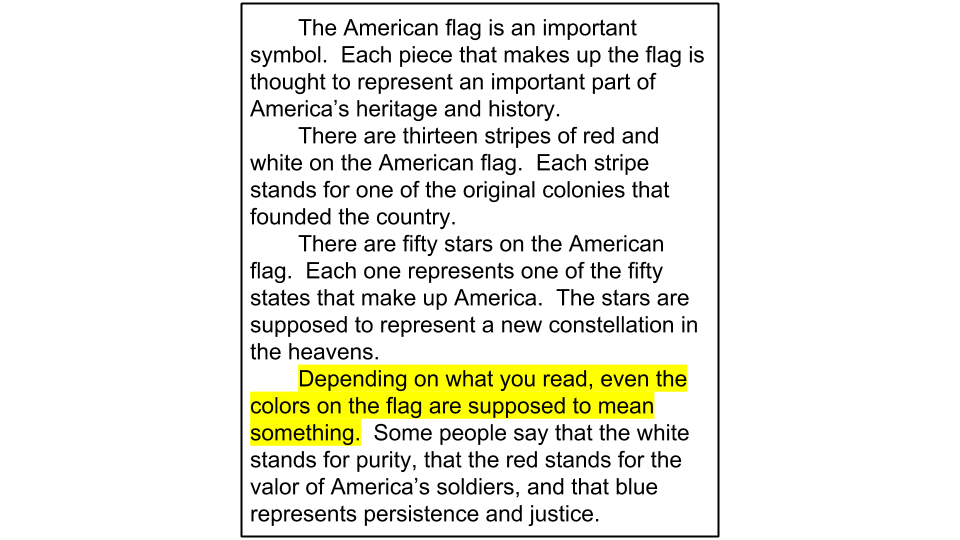 The American flag is an important
symbol.  Each piece that makes up the flag is
thought to represent an important part of
America's heritage and history.
There are thirteen stripes of red and
white on the American flag.  Each stripe
stands for one of the original colonies that
founded the country.
There are fifty stars on the American
flag.  Each one represents one of the fifty
states that make up America.  The stars are
supposed to represent a new constellation in
the heavens.
Depending on what you read, even the
colors on the flag are supposed to mean
something.  Some people say that the white
stands for purity, that the red stands for the
valor of America's soldiers, and that blue
represents persistence and justice.